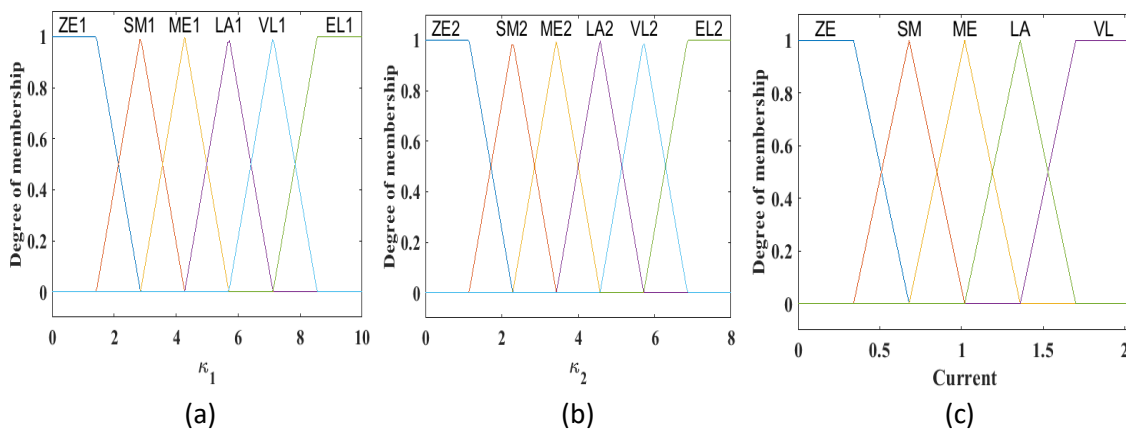 ZE1 SM1 ME1 LA1 VL1 EL1
1
0.8
0.6
0.4
0.2
0
Degree of membership
0 2 4 6 8 10
κ1
(a)
ZE2 SM2 ME2 LA2 VL2 EL2
1
0.8
0.6
0.4
0.2
0
Degree of membership
0 2 4 6 8
κ2
(b)
ZE SM ME LA VL
1
0.8
0.6
0.4
0.2
0
Degree of membership
0 0.5 1 1.5 2
Current
(c)